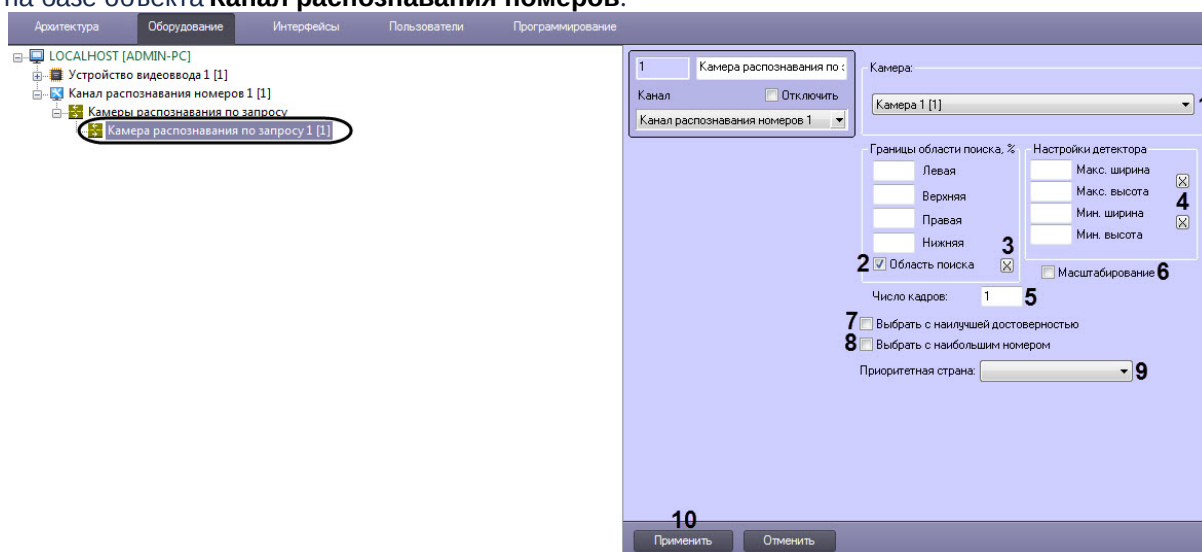 на базе объекта Канал распознавания номеров.
Архитектура Оборудование Интерфейсы Пользователи Программирование
LOCALHOST [ADMIN-PC]
Устройство видеоввода 1 [1]
Канал распознавания номеров 1 [1]
Камеры распознавания по запросу
Камера распознавания по запросу 1 [1]
1 Камера распознавания по :
Канал Отключить
Канал распознавания номеров 1
Камера:
Камера 1 [1]
Границы области поиска, %
Левая
Верхняя
Правая
Нижняя
3
2 Область поиска
Настройки детектора
Макс. ширина
Макс. высота
4
Мин. ширина
Мин. высота
Масштабирование 6
Число кадров: 1 5
7 Выбрать с наилучшей достоверностью
8 Выбрать с наибольшим номером
Приоритетная страна: 9
10
Применить Отменить